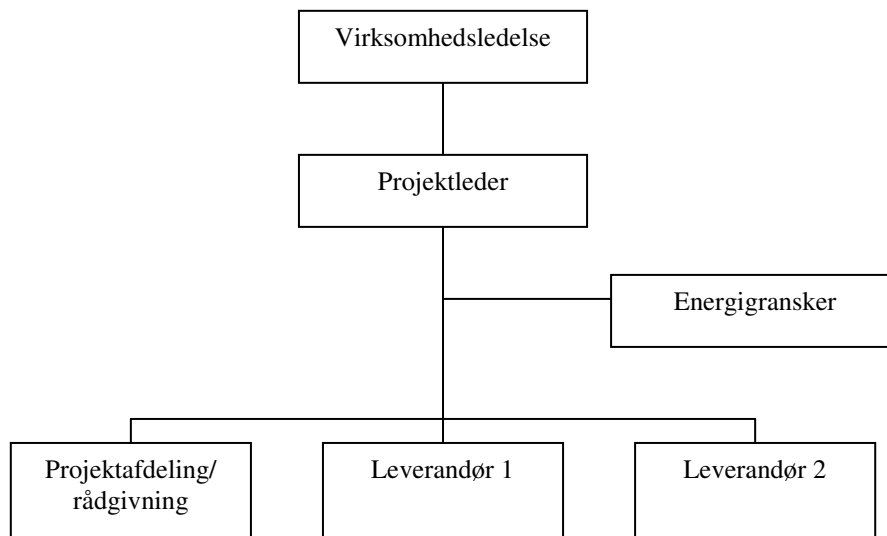 Virksomhedsledelse
Projektleder
Energigransker
Projektafdeling/
rådgivning
Leverandør 1
Leverandør 2